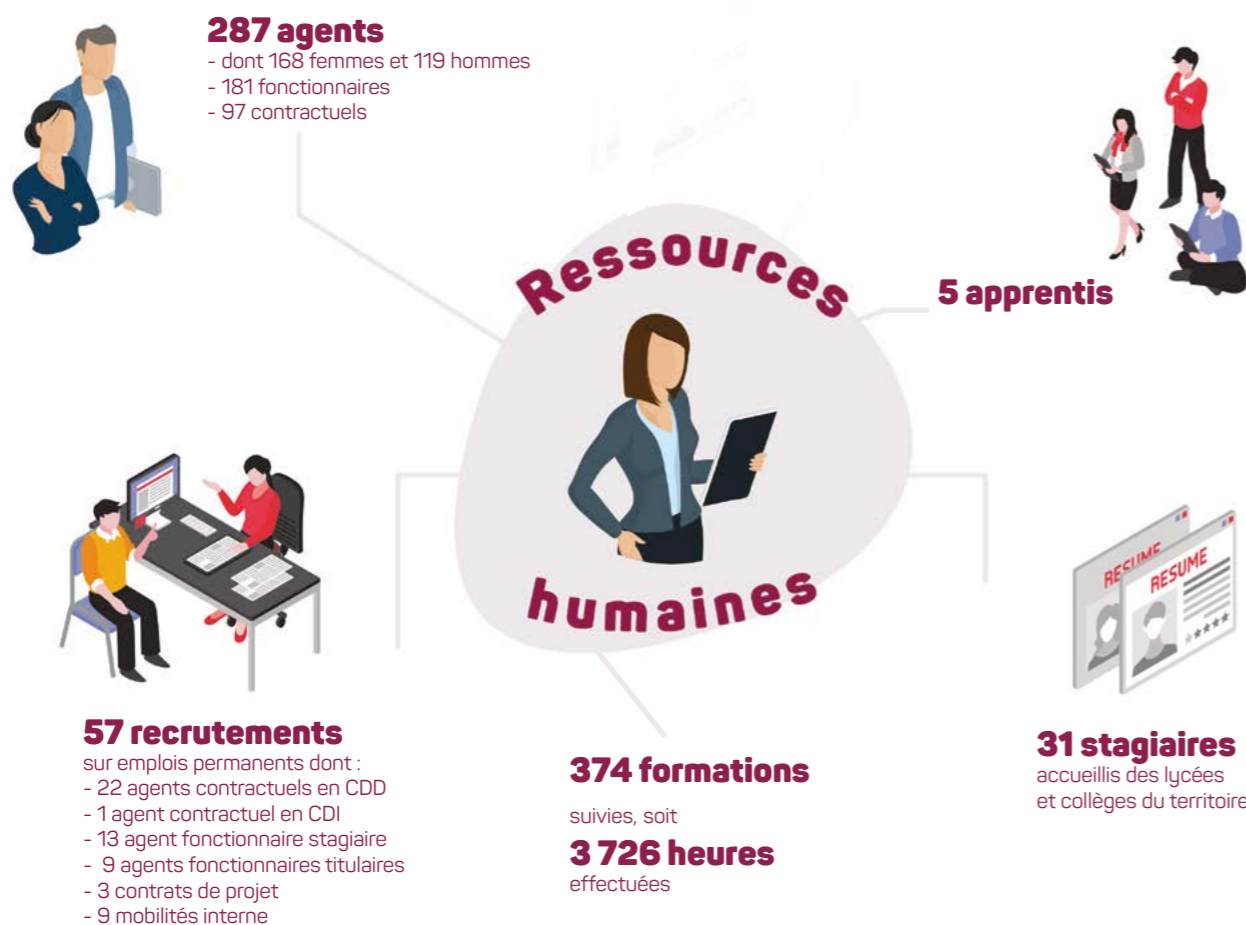 287 agents
- dont 168 femmes et 119 hommes
- 181 fonctionnaires
- 97 contractuels
Ressources
humaines
5 apprentis
57 recrutements
sur emplois permanents dont :
- 22 agents contractuels en CDD
- 1 agent contractuel en CDI
- 13 agent fonctionnaire stagiaire
- 9 agents fonctionnaires titulaires
- 3 contrats de projet
- 9 mobilités interne
374 formations
suivies, soit
3 726 heures
effectuées
RESUME
RESUME
31 stagiaires
accueillis des lycées
et collèges du territoire